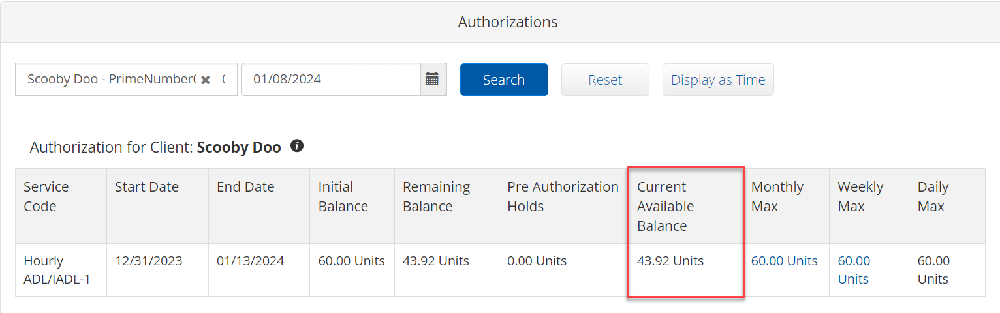 Authorizations
Scooby Doo - PrimeNumber
01/08/2024
Search
Reset
Display as Time
Authorization for Client: Scooby Doo
Service Code
Start Date
End Date
Initial Balance
Remaining Balance
Pre Authorization Holds
Current Available Balance
Monthly Max
Weekly Max
Daily Max
Hourly ADL/IADL-1
12/31/2023
01/13/2024
60.00 Units
43.92 Units
0.00 Units
43.92 Units
60.00 Units
60.00 Units
60.00 Units